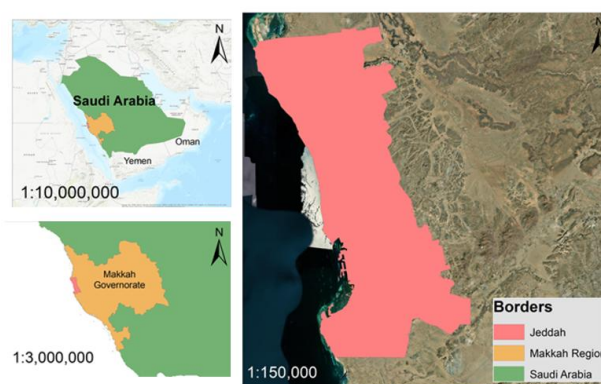 N
Saudi Arabia
Oman
Yemen
1:10,000,000
N
Makkah
Governorate
1:3,000,000
N
1:150,000
Borders
Jeddah
Makkah Region
Saudi Arabia